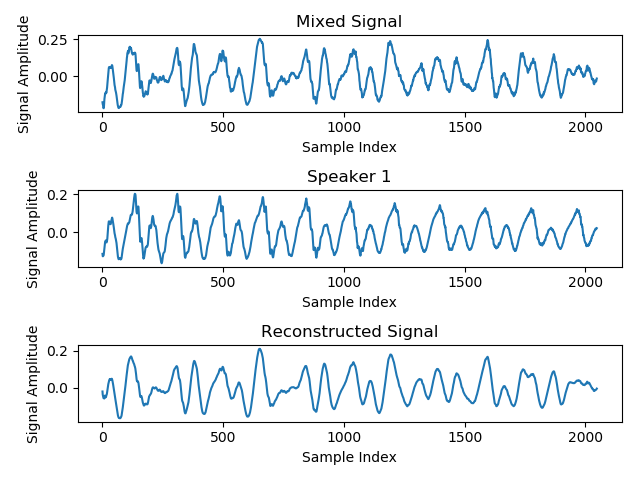 Mixed Signal
Signal Amplitude
0.25
0.00
0 500 1000 1500 2000
Sample Index
Speaker 1
Signal Amplitude
0.2
0.0
0 500 1000 1500 2000
Sample Index
Reconstructed Signal
Signal Amplitude
0.2
0.0
0 500 1000 1500 2000
Sample Index